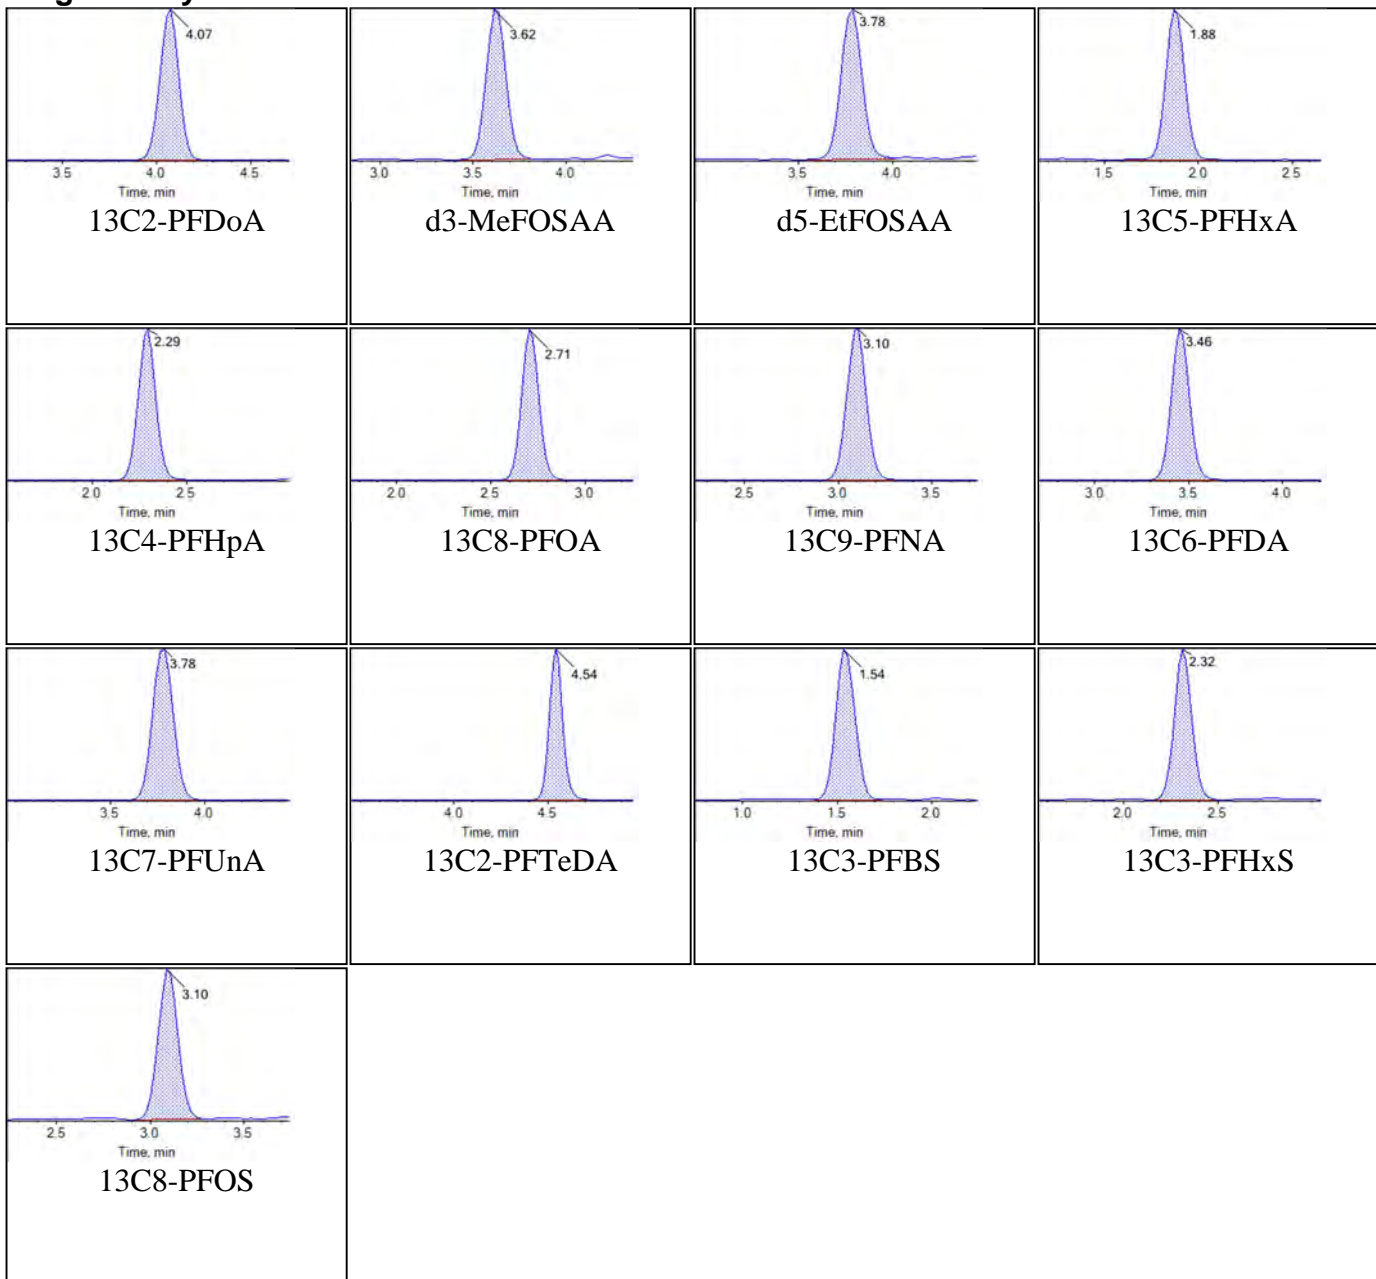 4.07
3.5 4.0 4.5
Time, min
13C2-PFDoA
3.62
3.0 3.5 4.0
Time, min
d3-MeFOSAA
3.78
3.5 4.0
Time, min
d5-EtFOSAA
1.88
1.5 2.0 2.5
Time, min
13C5-PFHxA
2.29
2.0 2.5
Time, min
13C4-PFHpA
2.71
2.0 2.5 3.0
Time, min
13C8-PFOA
3.10
2.5 3.0 3.5
Time, min
13C9-PFNA
3.46
3.0 3.5 4.0
Time, min
13C6-PFDA
3.78
3.5 4.0
Time, min
13C7-PFUnA
4.54
4.0 4.5
Time, min
13C2-PFTeDA
1.54
1.0 1.5 2.0
Time, min
13C3-PFBS
2.32
2.0 2.5
Time, min
13C3-PFHxS
3.10
2.5 3.0 3.5
Time, min
13C8-PFOS